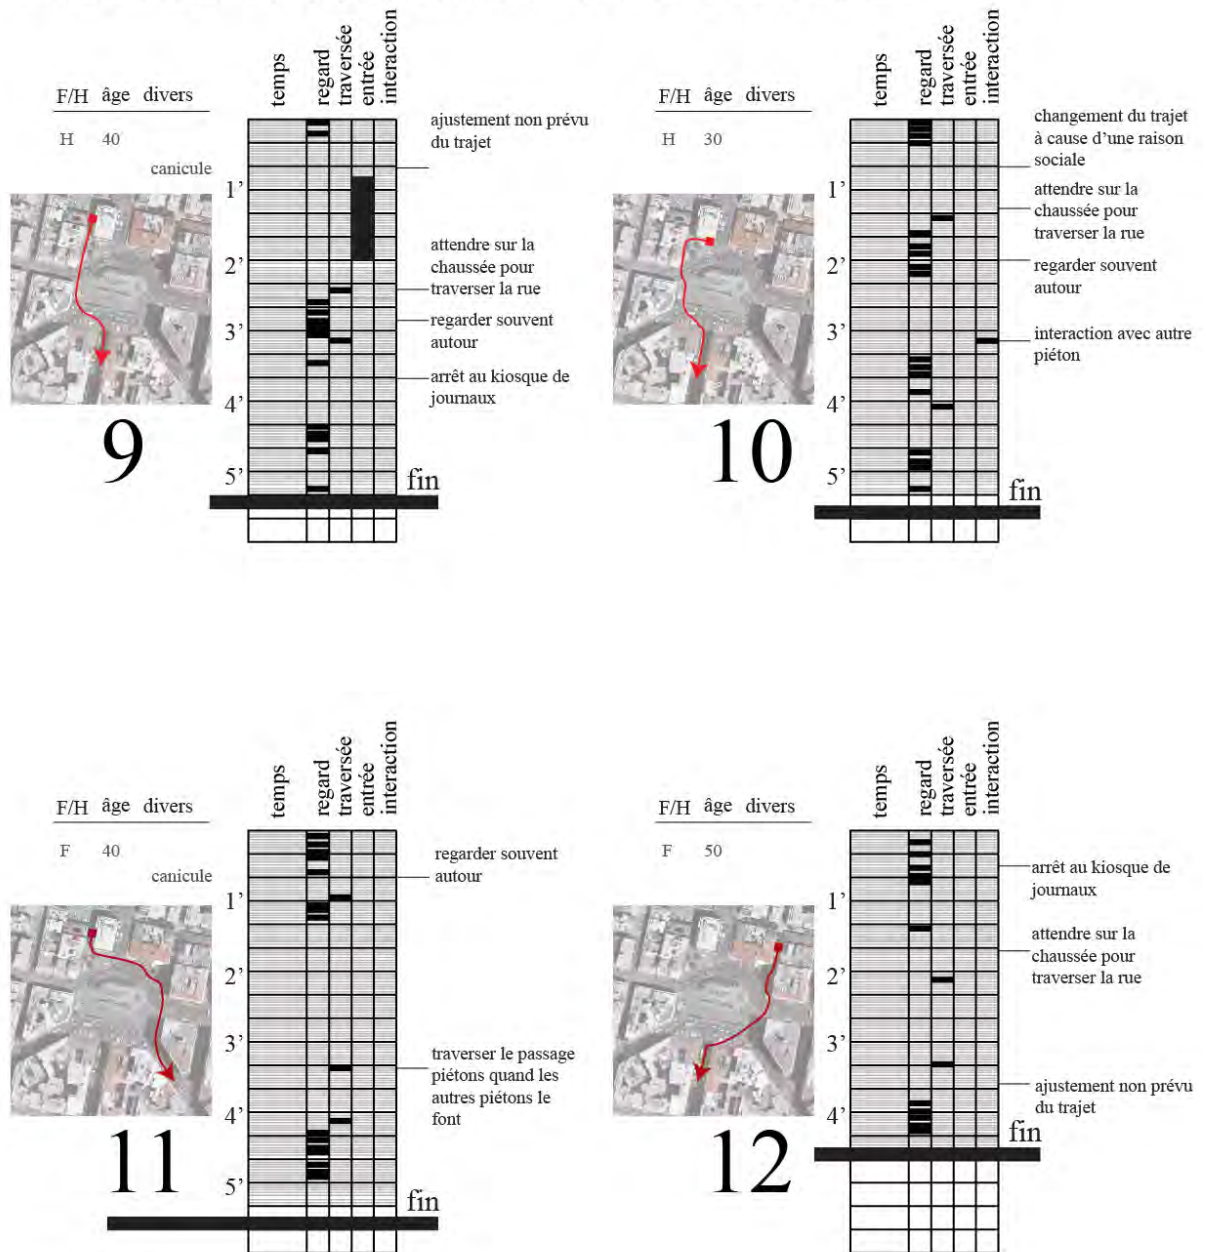 temps
regard
traversée
entrée
interaction
F/H âge divers
H 40
canicule
ajustement non prévu
du trajet
1’
attendre sur la
chaussée pour
traverser la rue
2’
regarder souvent
autour
3’
arrêt au kiosque de
journaux
4’
5’
9
fin
temps
regard
traversée
entrée
interaction
F/H âge divers
H 30
changement du trajet
à cause d’une raison
sociale
1’
attendre sur la
chaussée pour
traverser la rue
2’
regarder souvent
autour
3’
interaction avec autre
piéton
4’
5’
10
fin
temps
regard
traversée
entrée
interaction
F/H âge divers
F 40
canicule
regarder souvent
autour
1’
2’
3’
traverser le passage
piétons quand les
autres piétons le
font
4’
5’
11
fin
temps
regard
traversée
entrée
interaction
F/H âge divers
F 50
arrêt au kiosque de
journaux
1’
attendre sur la
chaussée pour
traverser la rue
2’
3’
ajustement non prévu
du trajet
4’
12
fin